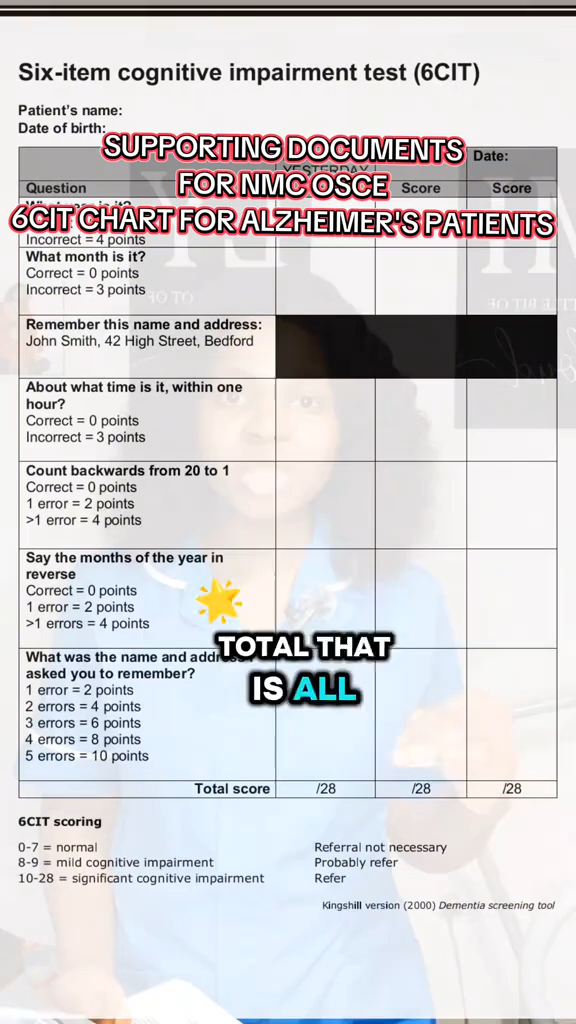 Six-item cognitive impairment test (6CIT)
Patient's name:
Date of birth:
SUPPORTING DOCUMENTS
FOR NMC OSCE
6CIT CHART FOR ALZHEIMER'S PATIENTS
YESTERDAY
Date:
Question
Score
Score
Incorrect = 4 points
What month is it?
Correct = 0 points
Incorrect = 3 points
Remember this name and address:
John Smith, 42 High Street, Bedford
About what time is it, within one
hour?
Correct = 0 points
Incorrect = 3 points
Count backwards from 20 to 1
Correct = 0 points
1 error = 2 points
>1 error = 4 points
Say the months of the year in
reverse
Correct = 0 points
1 error = 2 points
>1 errors = 4 points
TOTAL THAT
IS ALL
What was the name and
asked you to remember?
1 error = 2 points
2 errors = 4 points
3 errors = 6 points
4 errors = 8 points
5 errors = 10 points
Total score /28 /28 /28
6CIT scoring
0-7 = normal Referral not necessary
8-9 = mild cognitive impairment Probably refer
10-28 = significant cognitive impairment Refer
Kingshill version (2000) Dementia screening tool